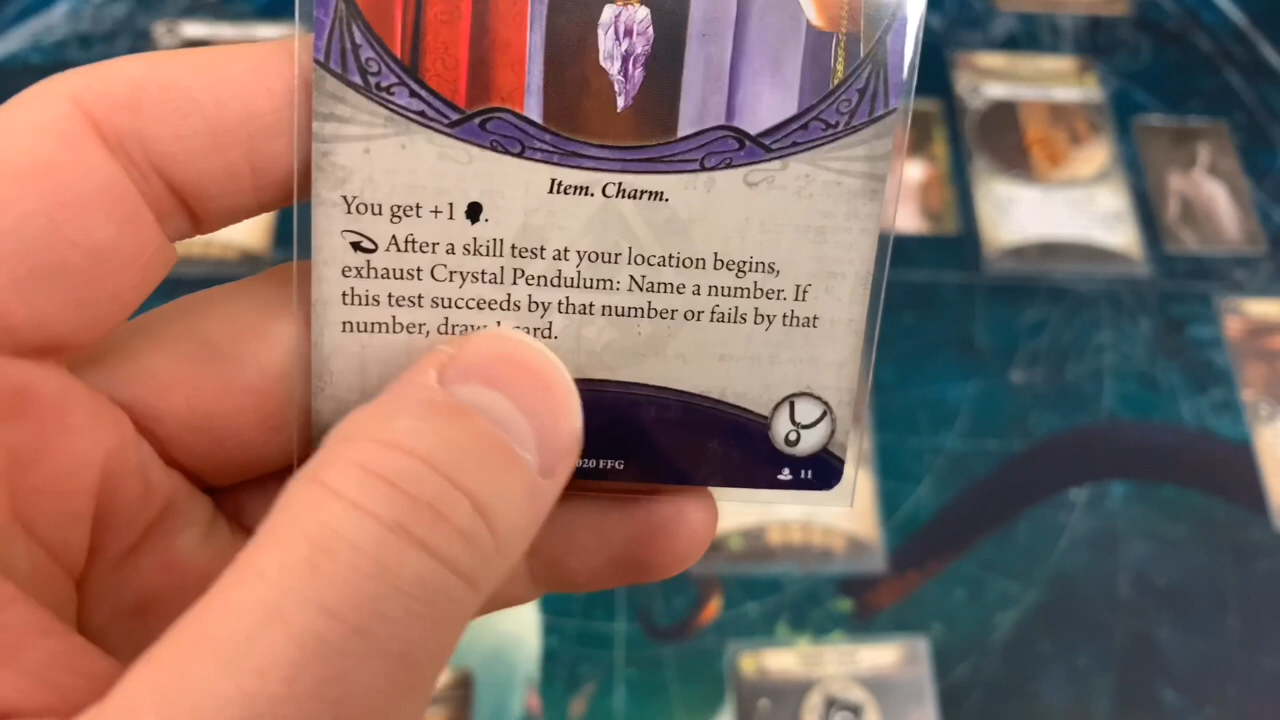 Item. Charm.
You get +1
After a skill test at your location begins,
exhaust Crystal Pendulum: Name a number. If
this test succeeds by that number or fails by that
number, draw card.
020 FFG
11